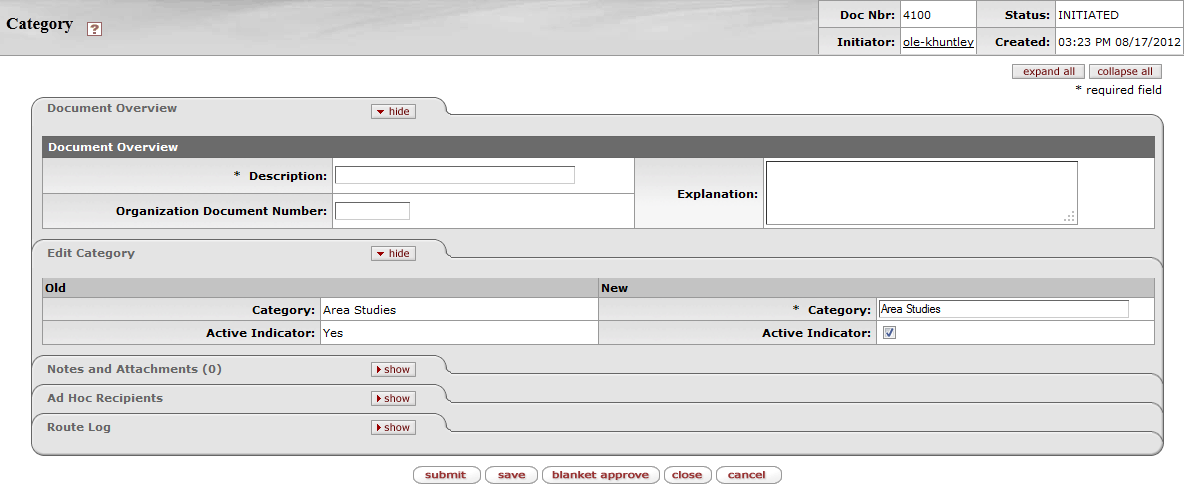 Category ?
Doc Nbr: 4100 Status: INITIATED
Initiator: ole-khuntley Created: 03:23 PM 08/17/2012
expand all collapse all
* required field
Document Overview hide
Document Overview
* Description:
Explanation:
Organization Document Number:
Edit Category hide
Old New
Category: Area Studies * Category: Area Studies
Active Indicator: Yes Active Indicator:
Notes and Attachments (0) show
Ad Hoc Recipients show
Route Log show
submit save blanket approve close cancel